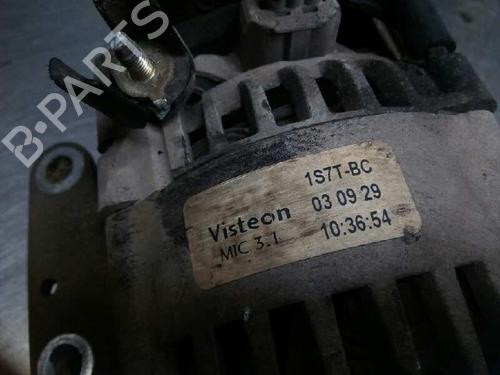 B-PARTS
1S7T-BC
Visteon 03 09 29
MIC 3.1 10:36:54